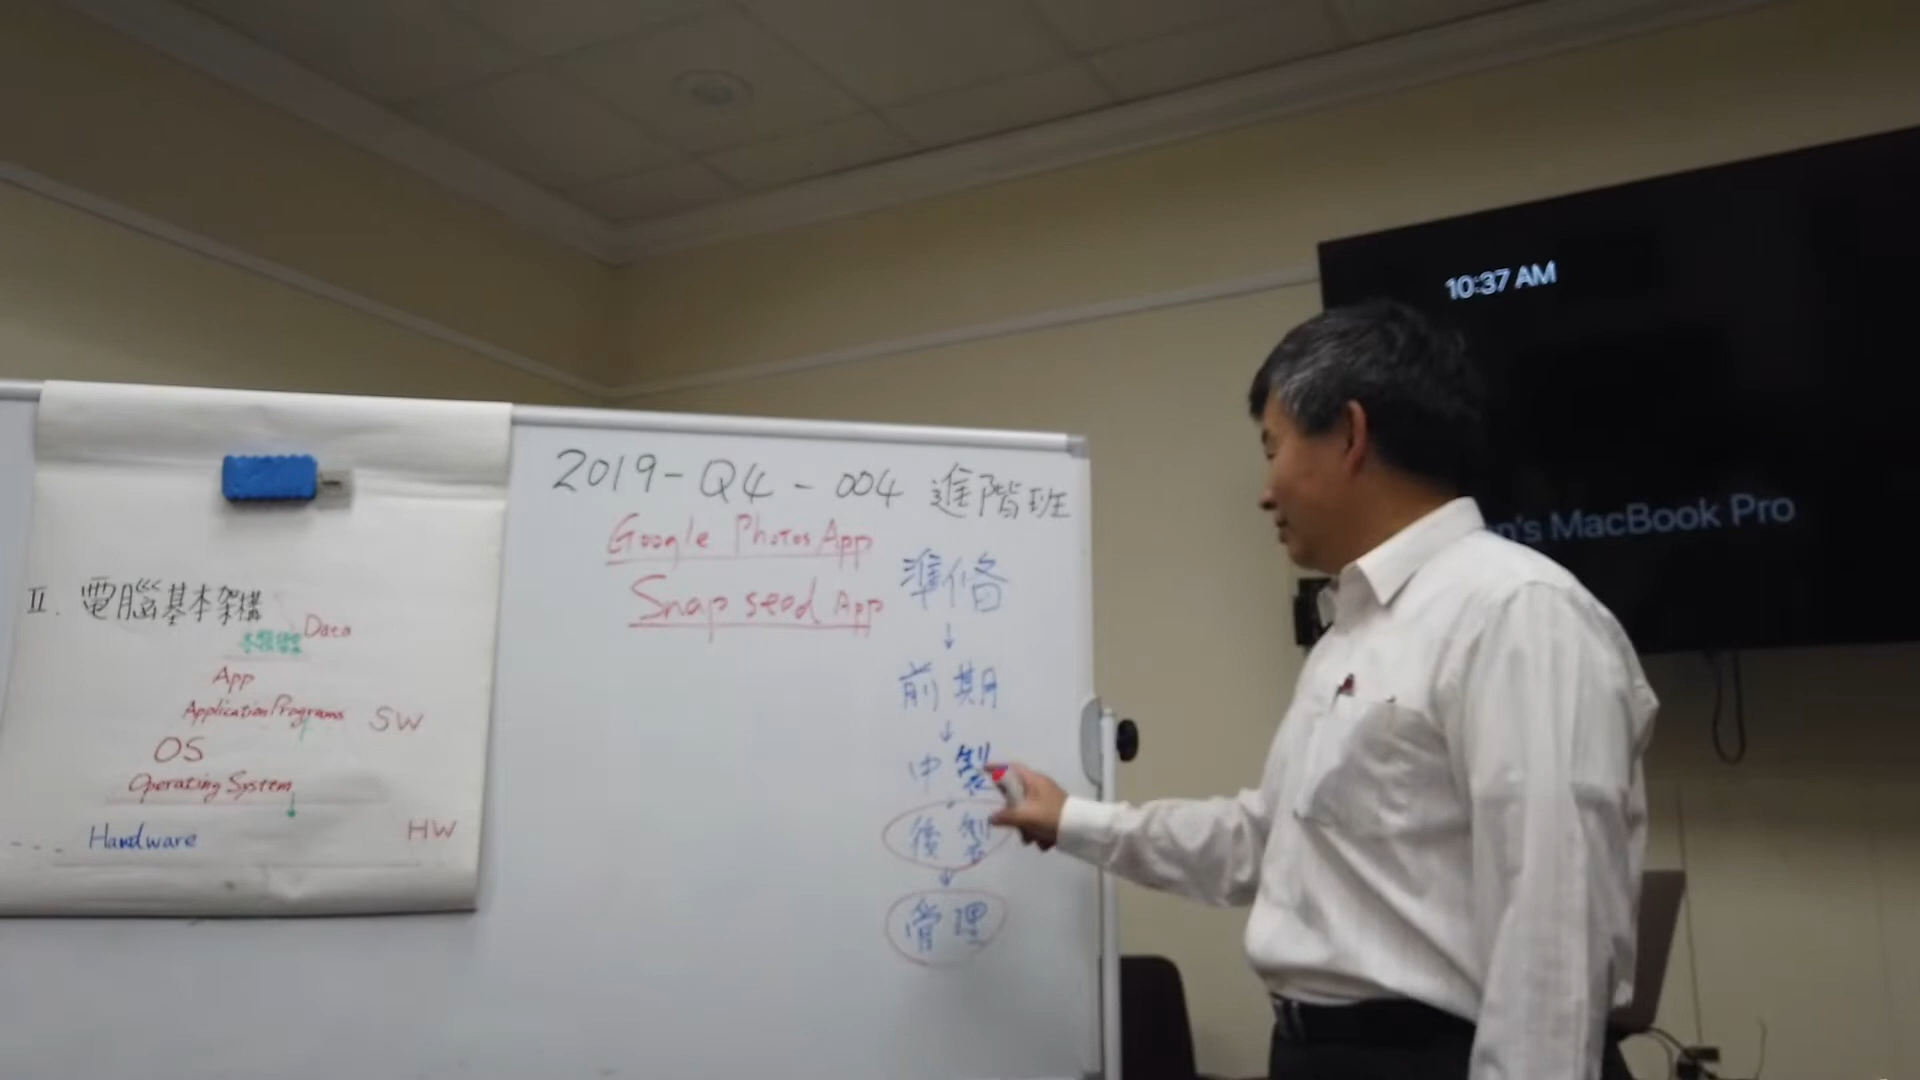 II. 電腦基本架構
Data
App
Application Programs
SW
OS
Operating System
Hardware
HW
2019-Q4-004 進階班
Google Photos App
Snapseed App
準备
↓
前期
↓
中製
後製
↓
管理
10:37 AM
n's MacBook Pro